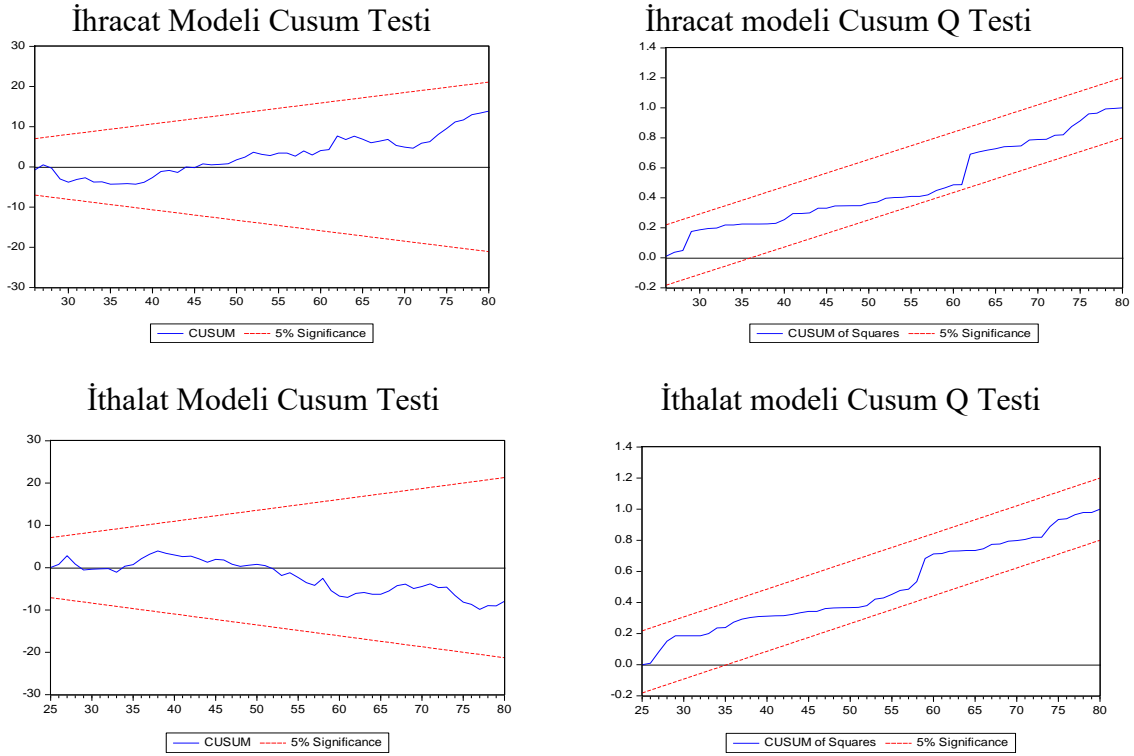 İhracat Modeli Cusum Testi
30
20
10
0
-10
-20
-30
30 35 40 45 50 55 60 65 70 75 80
CUSUM 5% Significance
İhracat modeli Cusum Q Testi
1.4
1.2
1.0
0.8
0.6
0.4
0.2
0.0
-0.2
30 35 40 45 50 55 60 65 70 75 80
CUSUM of Squares 5% Significance
İthalat Modeli Cusum Testi
30
20
10
0
-10
-20
-30
25 30 35 40 45 50 55 60 65 70 75 80
CUSUM 5% Significance
İthalat modeli Cusum Q Testi
1.4
1.2
1.0
0.8
0.6
0.4
0.2
0.0
-0.2
25 30 35 40 45 50 55 60 65 70 75 80
CUSUM of Squares 5% Significance